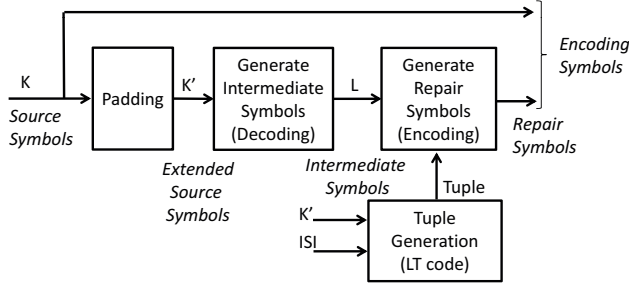 K
Source
Symbols
Padding
K’
Extended
Source
Symbols
Generate
Intermediate
Symbols
(Decoding)
L
Intermediate
Symbols
Generate
Repair
Symbols
(Encoding)
Encoding
Symbols
Repair
Symbols
Tuple
K’
ISI
Tuple
Generation
(LT code)